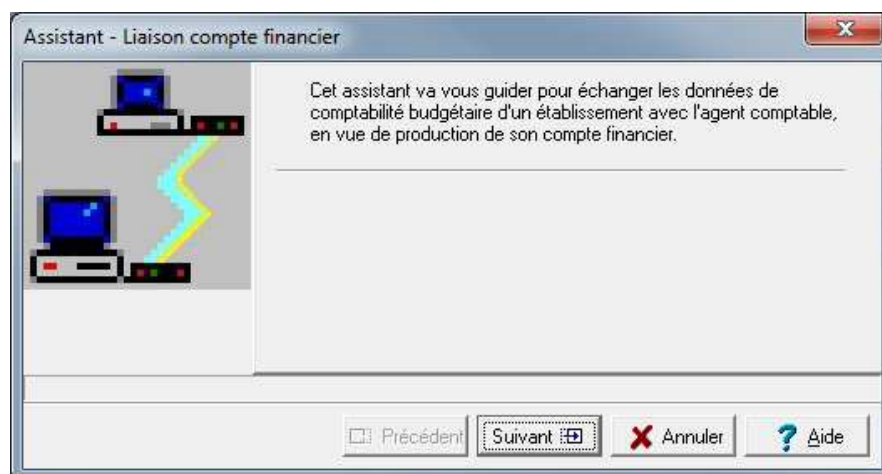 Assistant - Liaison compte financier
Cet assistant va vous guider pour échanger les données de
comptabilité budgétaire d'un établissement avec l'agent comptable,
en vue de production de son compte financier.
Précédent
Suivant
Annuler
Aide